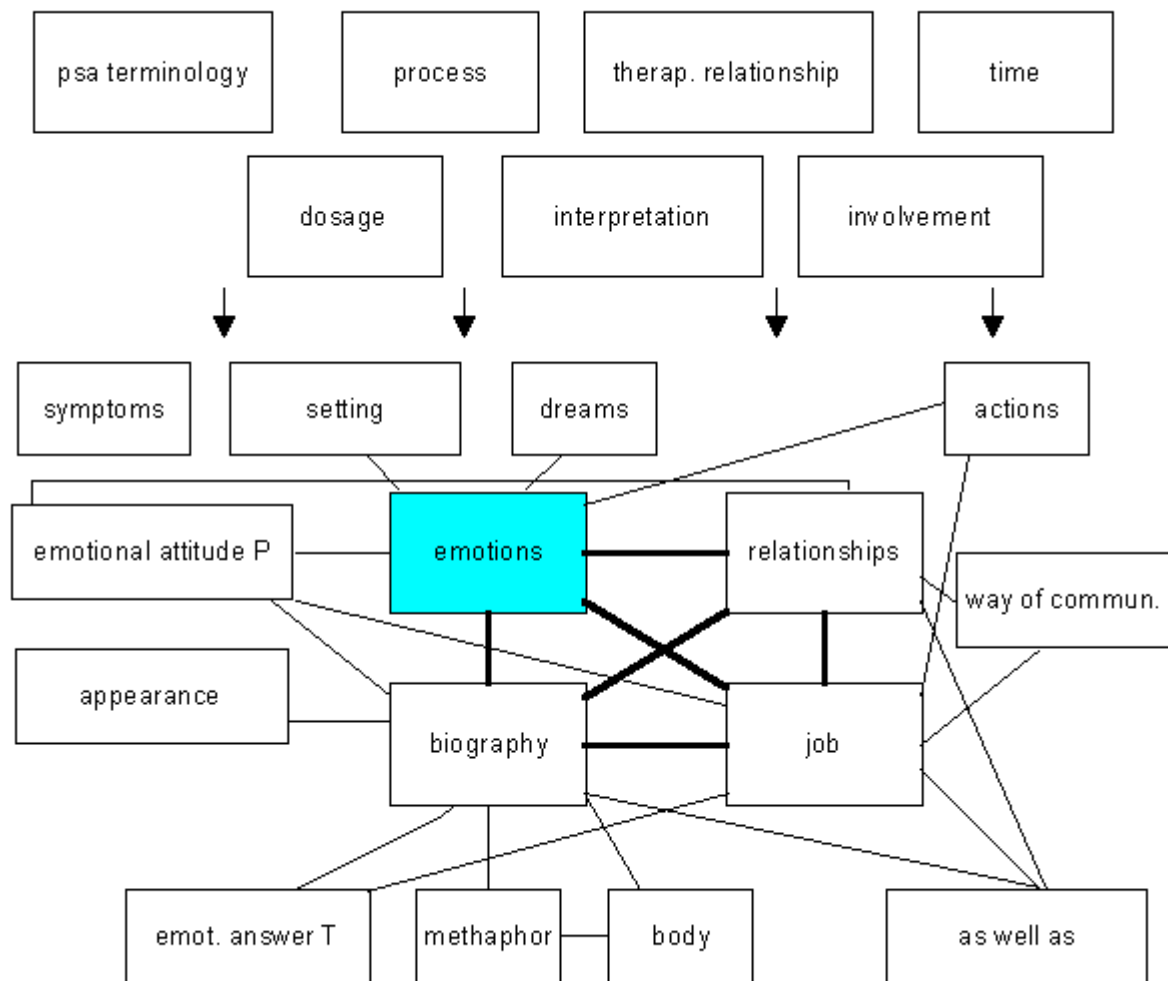 psa terminology
process
therap. relationship
time
dosage
interpretation
involvement
symptoms
setting
dreams
actions
emotional attitude P
emotions
relationships
way of commun.
appearance
biography
job
emot. answer T
methaphor
body
as well as